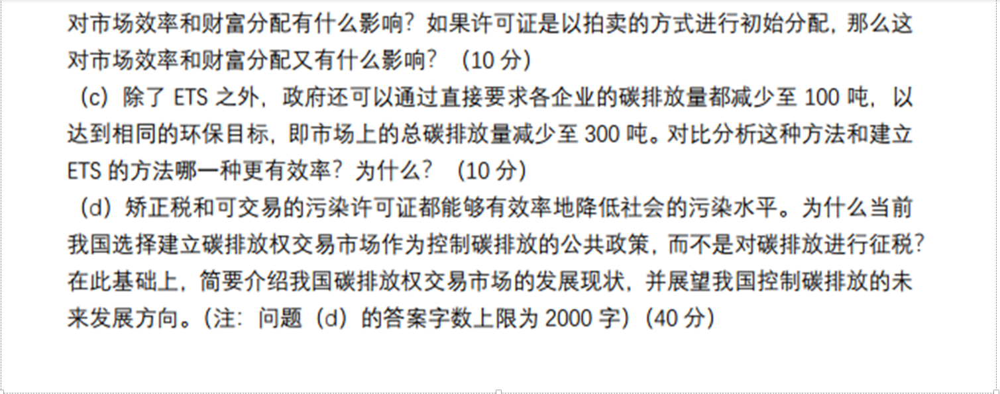 对市场效率和财富分配有什么影响？如果许可证是以拍卖的方式进行初始分配，那么这
对市场效率和财富分配又有什么影响？（10 分）
（c）除了 ETS 之外，政府还可以通过直接要求各企业的碳排放量都减少至 100 吨，以
达到相同的环保目标，即市场上的总碳排放量减少至 300 吨。对比分析这种方法和建立
ETS 的方法哪一种更有效率？为什么？（10 分）
（d）矫正税和可交易的污染许可证都能够有效率地降低社会的污染水平。为什么当前
我国选择建立碳排放权交易市场作为控制碳排放的公共政策，而不是对碳排放进行征税？
在此基础上，简要介绍我国碳排放权交易市场的发展现状，并展望我国控制碳排放的未
来发展方向。（注：问题（d）的答案字数上限为 2000 字）（40 分）